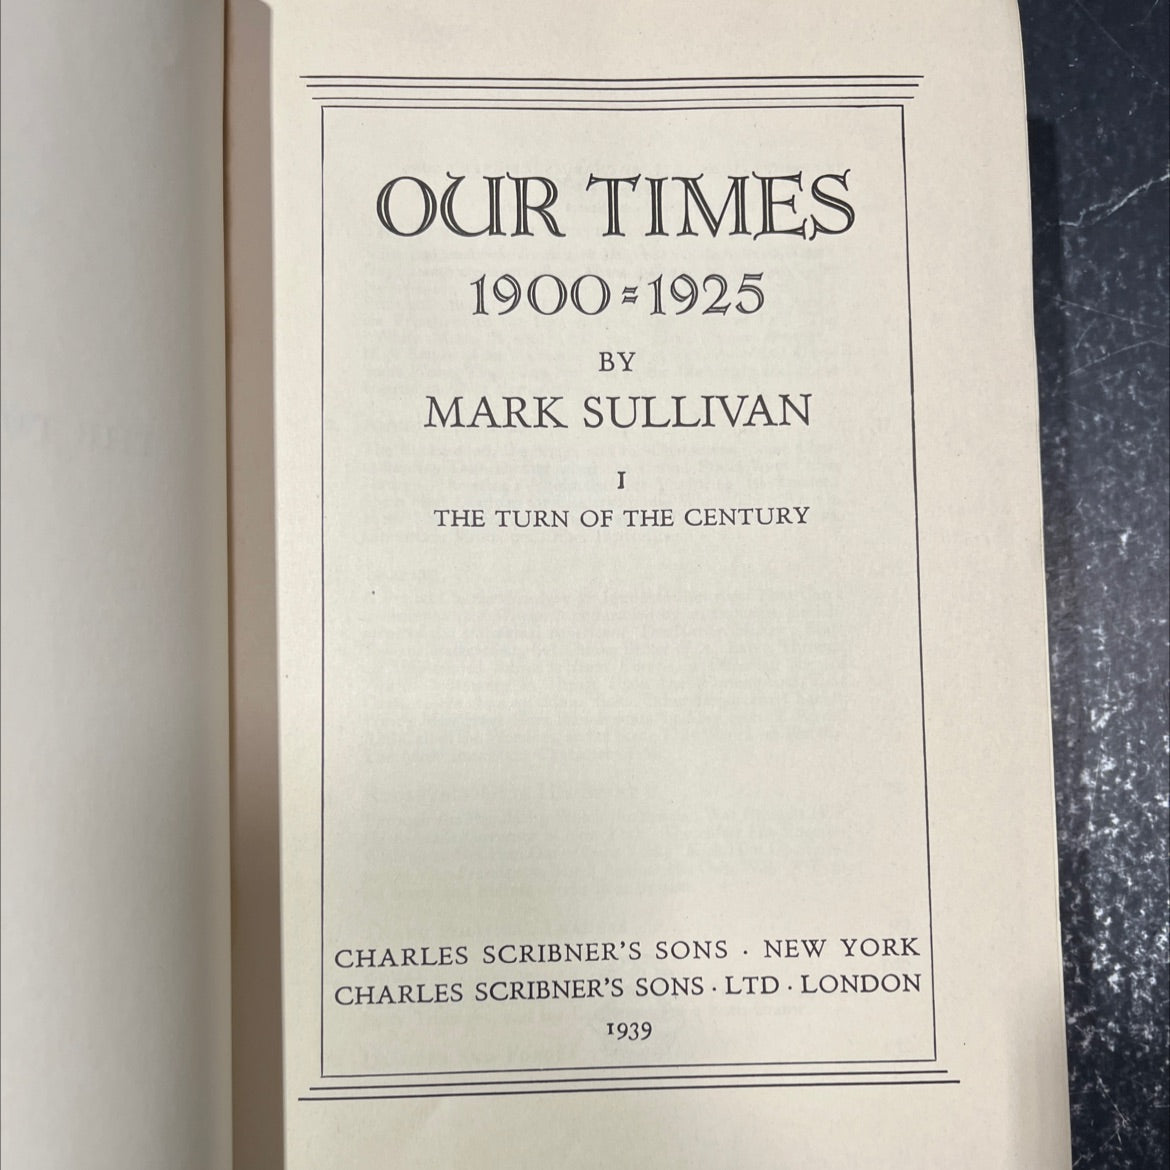 OUR TIMES
1900=1925
BY
MARK SULLIVAN
I
THE TURN OF THE CENTURY
CHARLES SCRIBNER'S SONS · NEW YORK
CHARLES SCRIBNER'S SONS · LTD · LONDON
1939